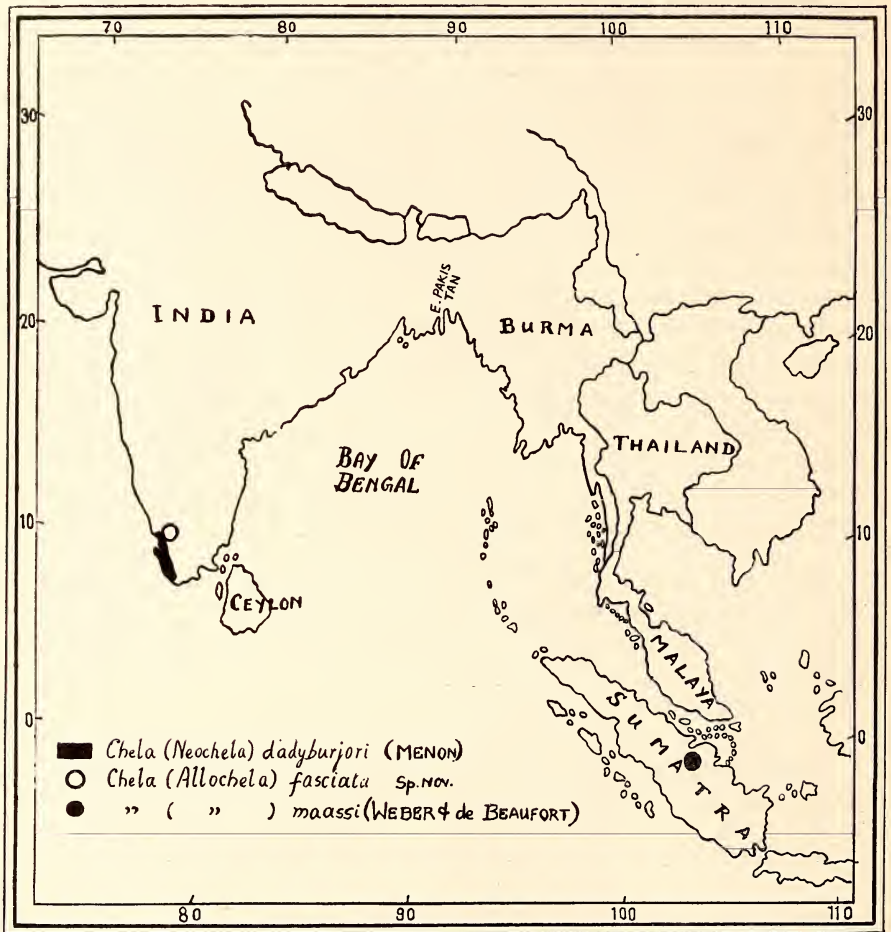 70 80 90 100 110
30 30
E. PAKIS
TAN
INDIA
BURMA
20 20
THAILAND
BAY OF
BENGAL
10 10
CEYLON
MALAYA
SUMATRA
0 0
Chela (Neochela) dadyburjori (MENON)
Chela (Allochela) fasciata Sp. NOV.
" ( " ) maassi (WEBER & de BEAUFORT)
80 90 100 110